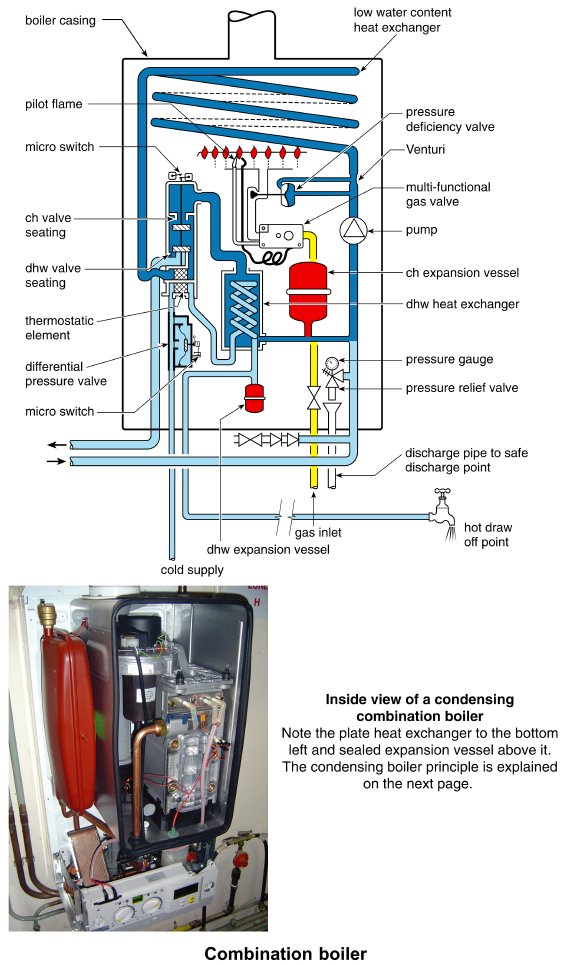 boiler casing
low water content
heat exchanger
pilot flame
pressure
deficiency valve
micro switch
Venturi
multi-functional
gas valve
ch valve
seating
pump
dhw valve
seating
ch expansion vessel
dhw heat exchanger
thermostatic
element
differential
pressure valve
pressure gauge
pressure relief valve
micro switch
discharge pipe to safe
discharge point
gas inlet
hot draw
off point
dhw expansion vessel
cold supply
H
Inside view of a condensing
combination boiler
Note the plate heat exchanger to the bottom
left and sealed expansion vessel above it.
The condensing boiler principle is explained
on the next page.
Combination boiler